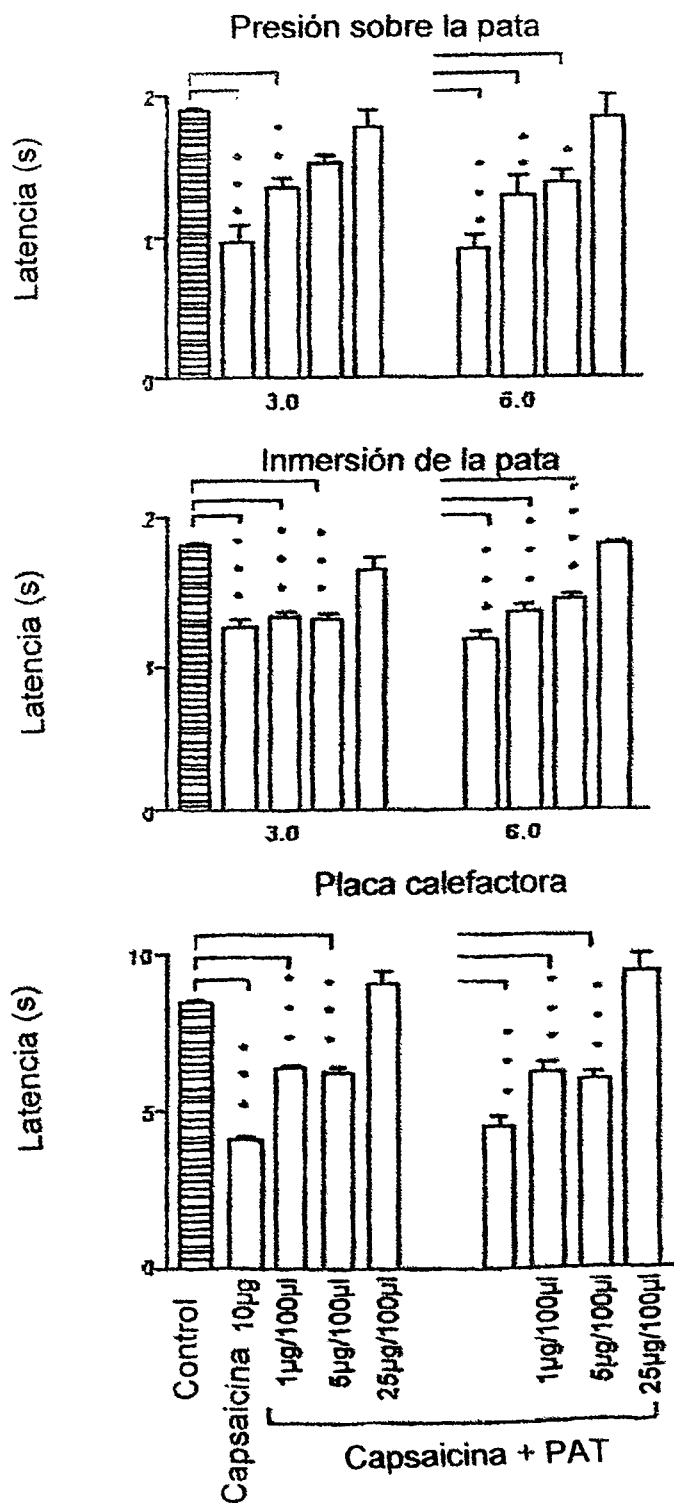 Presión sobre la pata
Latencia (s)
2
1
0
3.0
6.0
Inmersión de la pata
Latencia (s)
2
1
0
3.0
6.0
Placa calefactora
Latencia (s)
10
5
0
Control
Capsaicina 10µg
1µg/100µl
5µg/100µl
25µg/100µl
1µg/100µl
5µg/100µl
25µg/100µl
Capsaicina + PAT